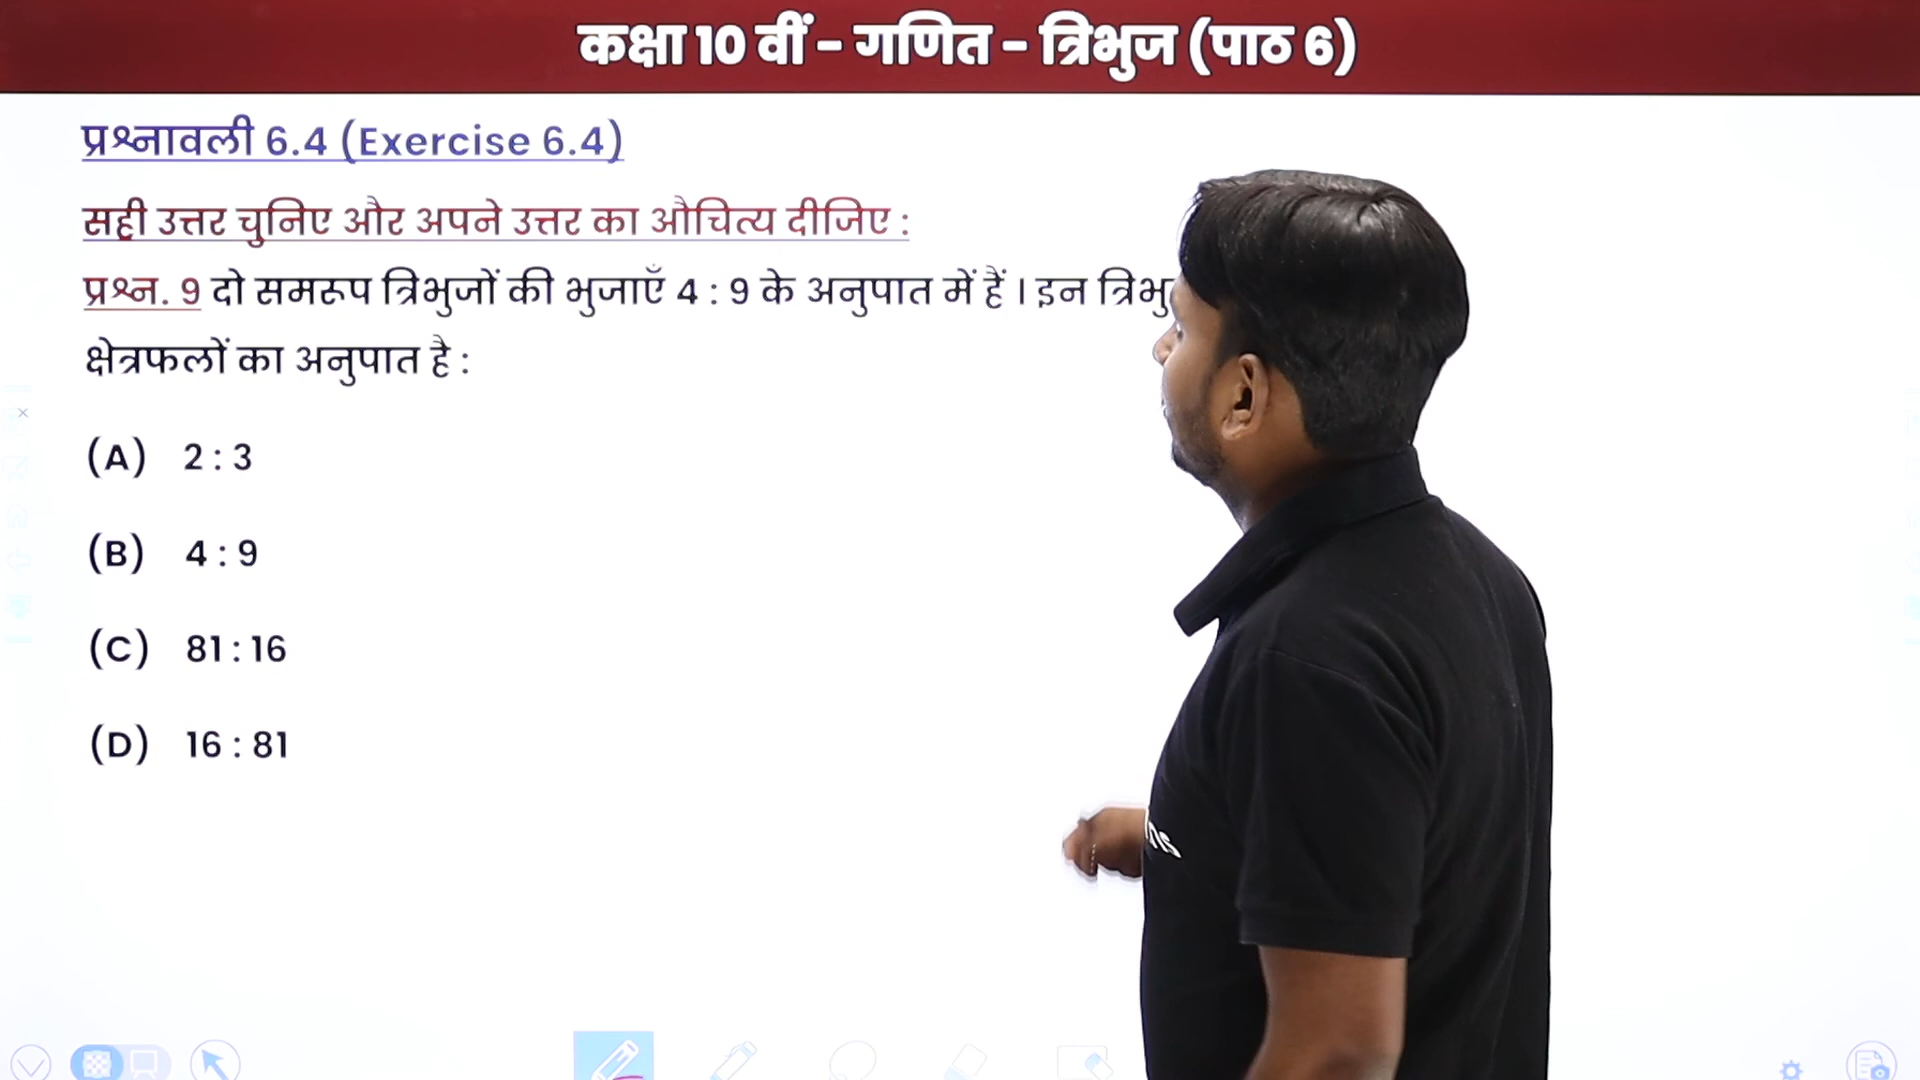 कक्षा 10 वीं - गणित - त्रिभुज (पाठ 6)
प्रश्नावली 6.4 (Exercise 6.4)
सही उत्तर चुनिए और अपने उत्तर का औचित्य दीजिए :
प्रश्न. 9 दो समरूप त्रिभुजों की भुजाएँ 4 : 9 के अनुपात में हैं । इन
क्षेत्रफलों का अनुपात है :
(A) 2 : 3
(B) 4 : 9
(C) 81 : 16
(D) 16 : 81